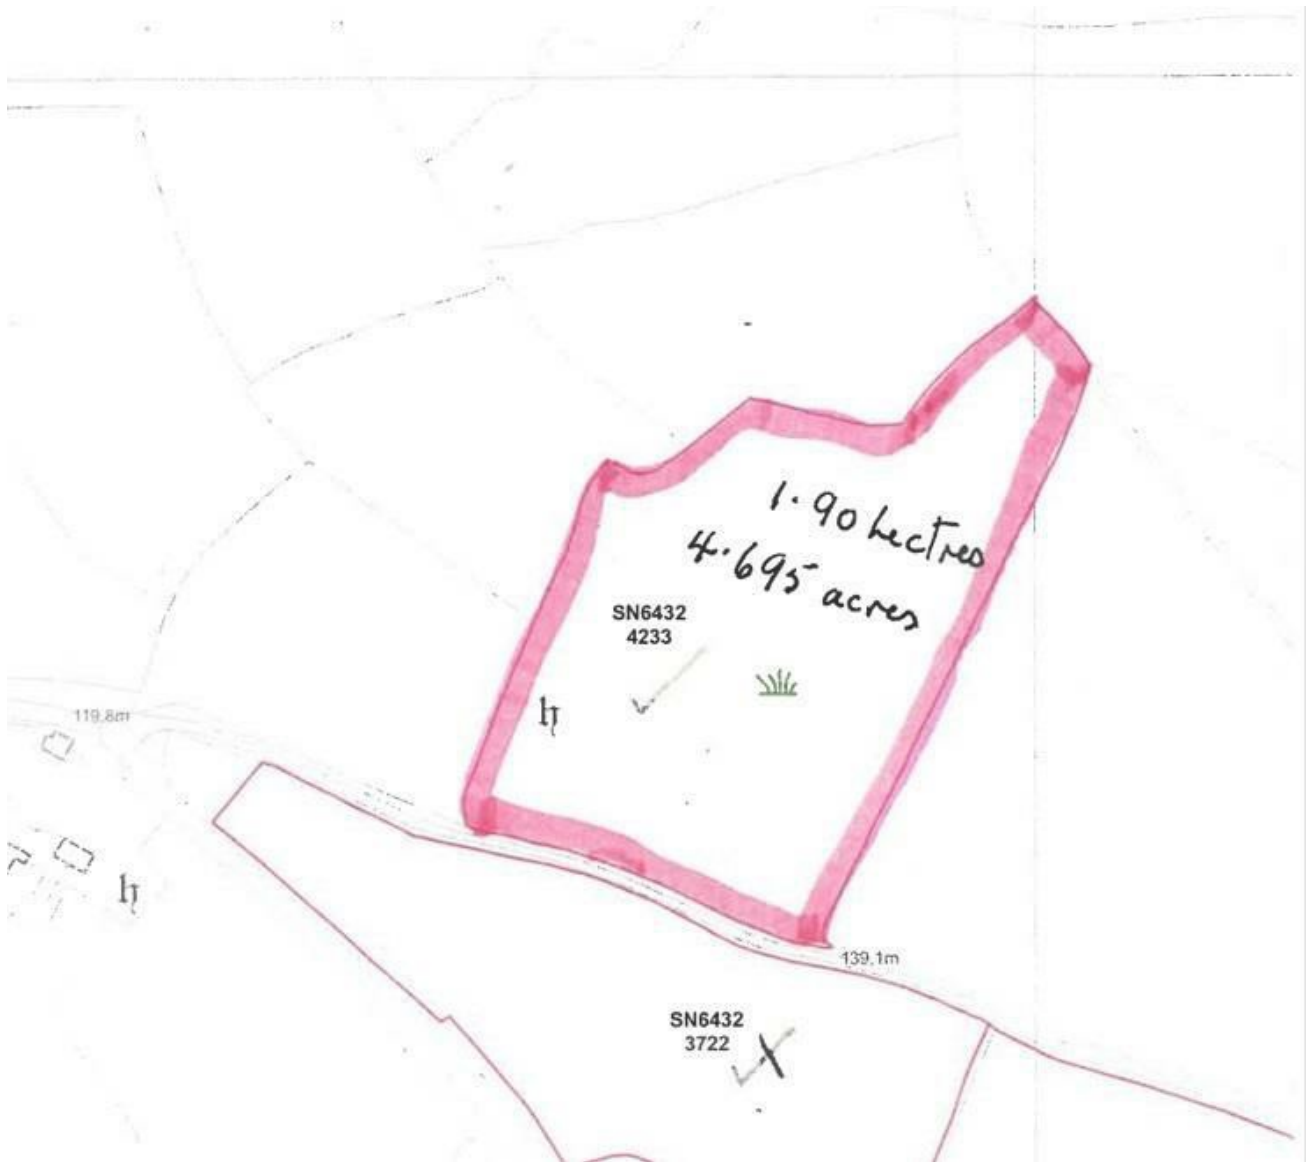 1.90 hectres
4.695 acres
SN6432
4233
ɧ
119.8m
ɧ
139.1m
SN6432
3722